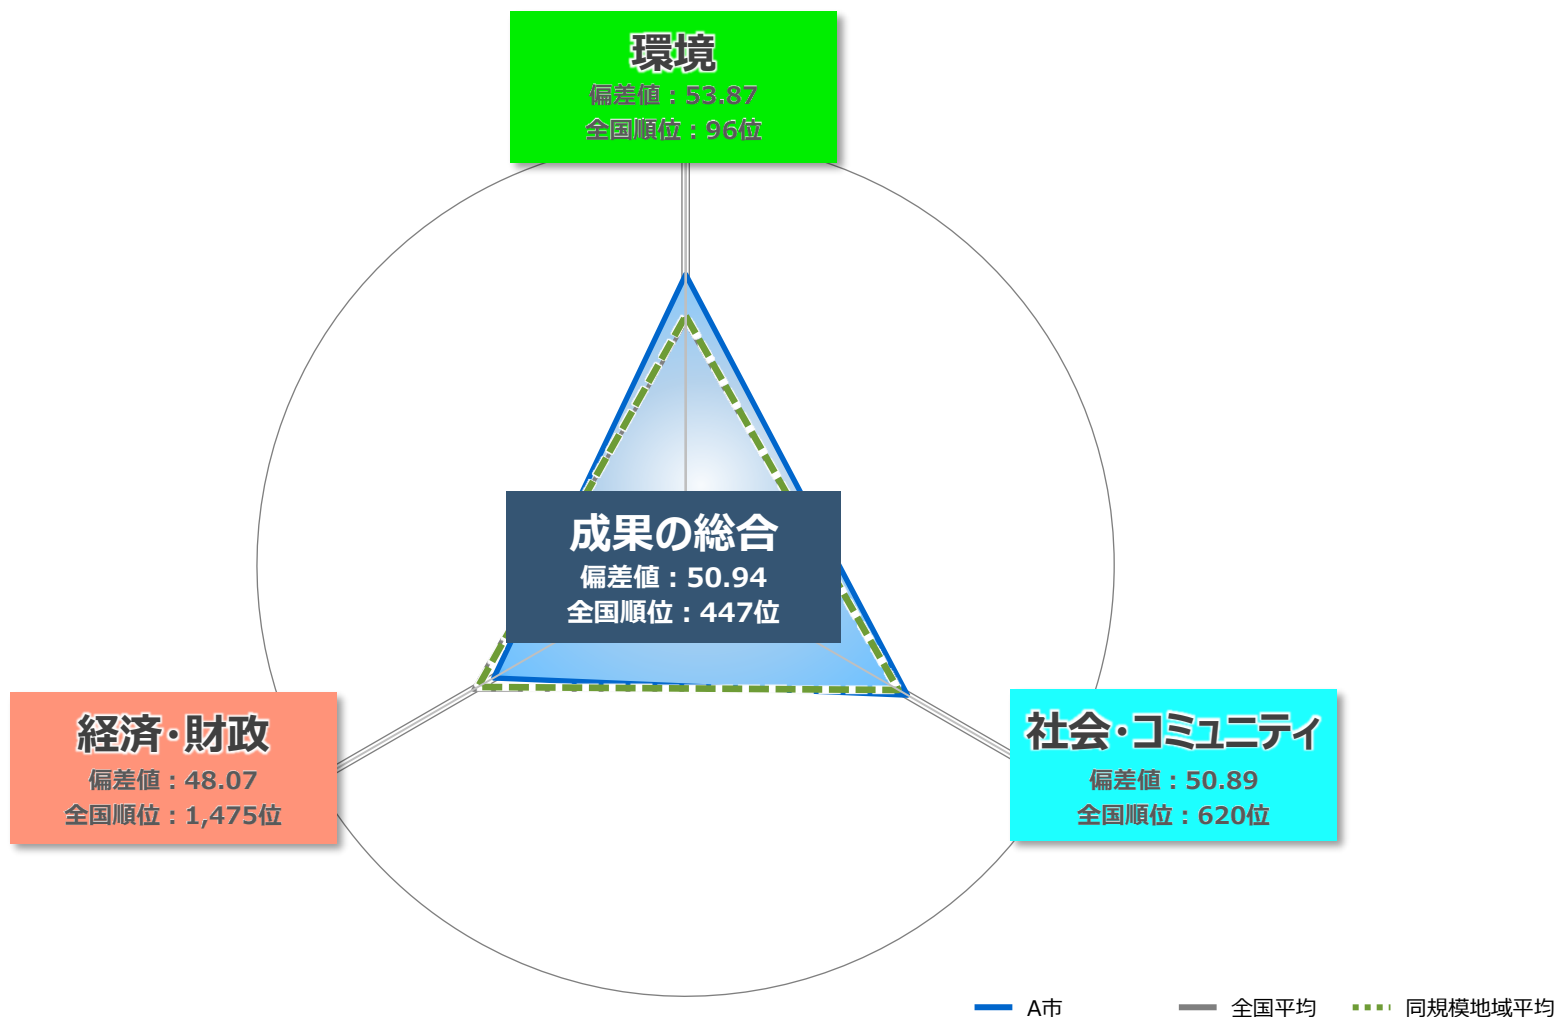 環境
偏差値：53.87
全国順位：96位
成果の総合
偏差値：50.94
全国順位：447位
経済・財政
偏差値：48.07
全国順位：1,475位
社会・コミュニティ
偏差値：50.89
全国順位：620位
A市
全国平均
同規模地域平均